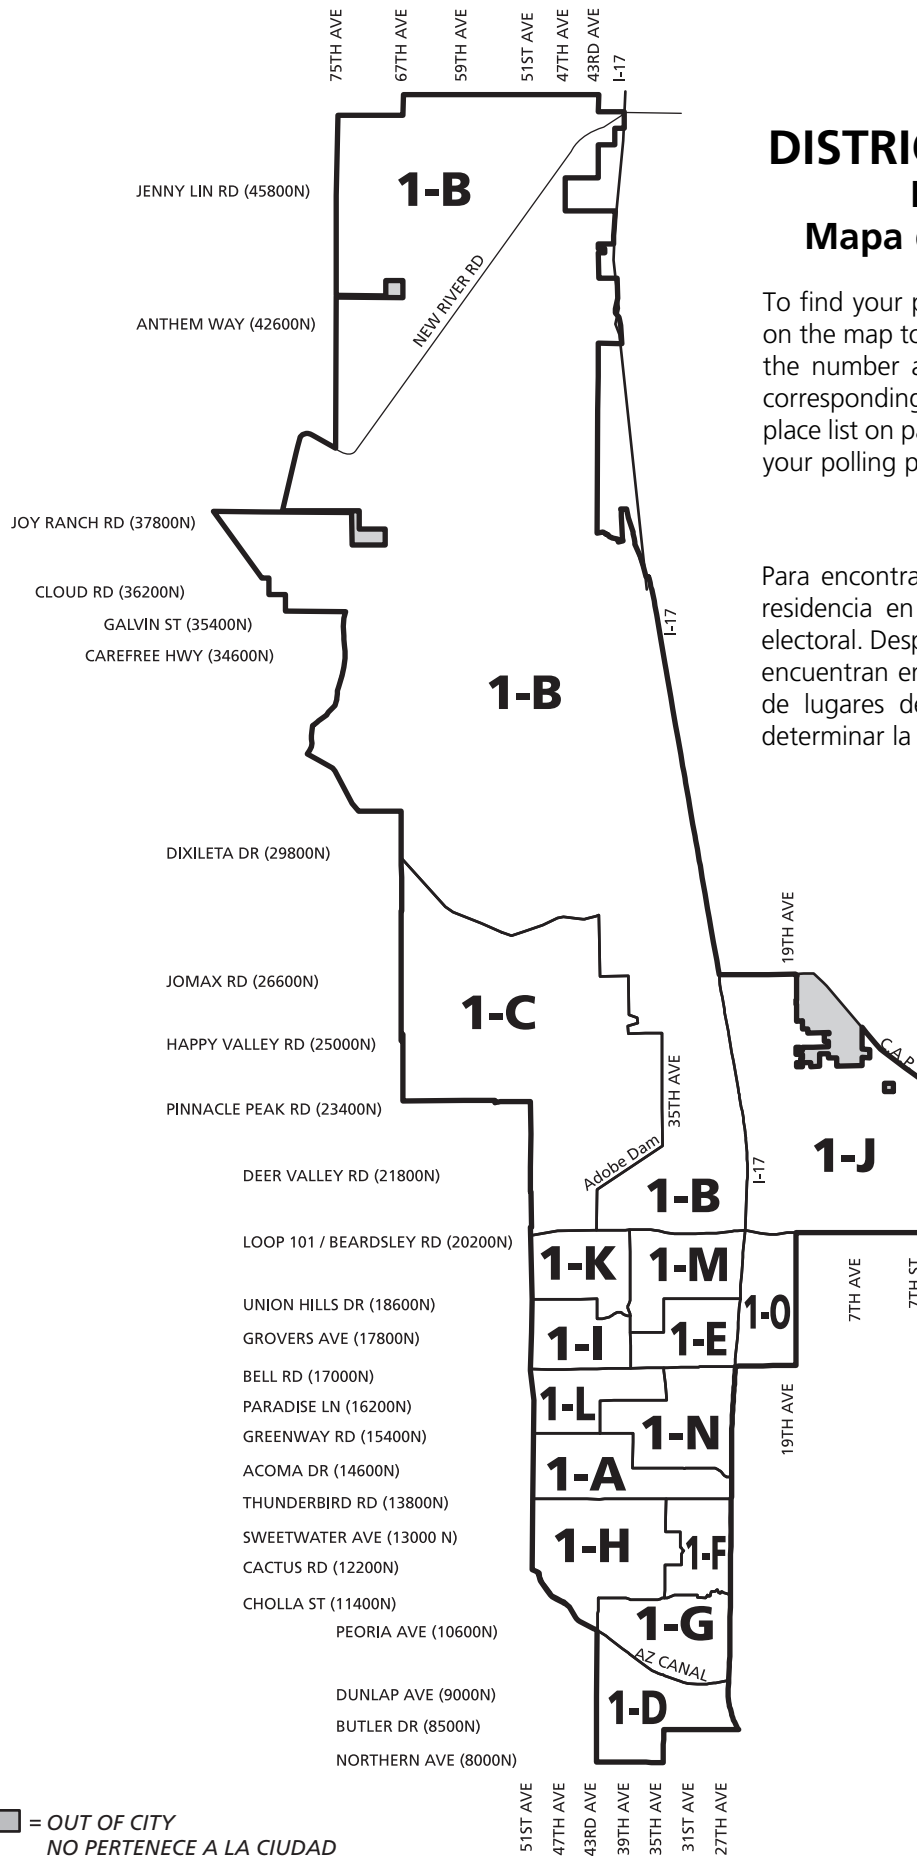 75TH AVE
67TH AVE
59TH AVE
51ST AVE
47TH AVE
43RD AVE
I-17
DISTRI
Mapa
To find your
on the map to
the number
corresponding
place list on
your polling
JENNY LIN RD (45800N)
1-B
NEW RIVER RD
ANTHEM WAY (42600N)
JOY RANCH RD (37800N)
CLOUD RD (36200N)
GALVIN ST (35400N)
CAREFREE HWY (34600N)
I-17
1-B
Para encontra
residencia en
electoral. Desp
encuentran
de lugares
determinar la
DIXILETA DR (29800N)
19TH AVE
JOMAX RD (26600N)
1-C
HAPPY VALLEY RD (25000N)
C.A.P
35TH AVE
PINNACLE PEAK RD (23400N)
1-J
Adobe Dam
I-17
DEER VALLEY RD (21800N)
1-B
LOOP 101 / BEARDSLEY RD (20200N)
1-K
1-M
7TH AVE
7TH ST
UNION HILLS DR (18600N)
1-O
GROVERS AVE (17800N)
1-I
1-E
BELL RD (17000N)
PARADISE LN (16200N)
1-L
19TH AVE
GREENWAY RD (15400N)
1-N
ACOMA DR (14600N)
1-A
THUNDERBIRD RD (13800N)
SWEETWATER AVE (13000 N)
1-H
1-F
CACTUS RD (12200N)
CHOLLA ST (11400N)
PEORIA AVE (10600N)
1-G
AZ CANAL
DUNLAP AVE (9000N)
1-D
BUTLER DR (8500N)
NORTHERN AVE (8000N)
51ST AVE
47TH AVE
43RD AVE
39TH AVE
35TH AVE
31ST AVE
27TH AVE
= OUT OF CITY
NO PERTENECE A LA CIUDAD